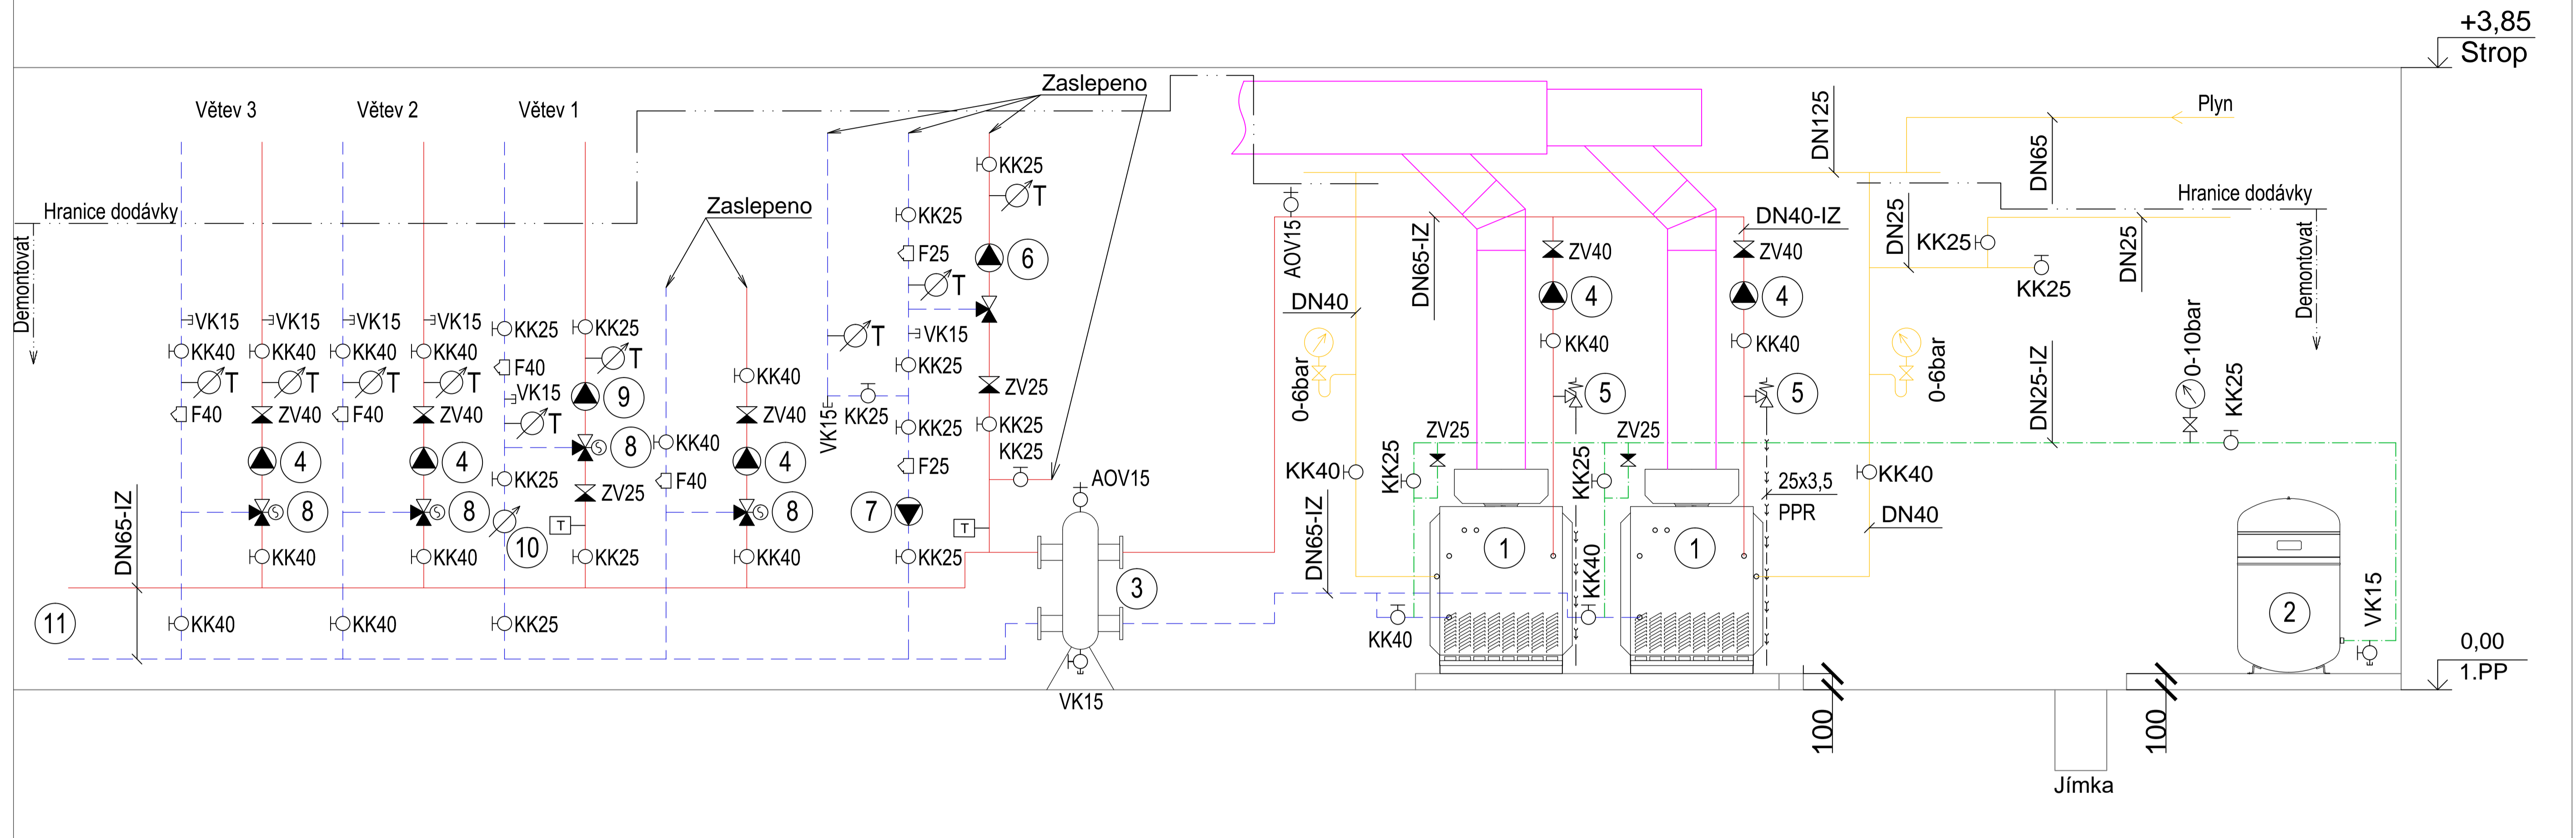 +3,85
Strop
Větev 3
Větev 2
Větev 1
Zaslepeno
Plyn
DN125
DN65
Hranice dodávky
Hranice dodávky
Demontovat
Demontovat
Zaslepeno
KK25
T
KK25
F25
T
6
VK15
KK25
T
KK25
VK15
ZV25
KK25
KK25
KK25
F25
7
KK25
T
AOV15
3
VK15
VK15
KK40
T
F40
VK15
KK40
T
ZV40
4
8
KK40
KK40
VK15
KK40
T
F40
VK15
KK40
T
ZV40
4
8
KK40
KK40
KK25
F40
VK15
T
KK25
10
KK25
KK25
T
9
8
ZV25
T
KK25
KK40
F40
KK40
ZV40
4
8
KK40
DN65-IZ
11
AOV15
DN65-IZ
DN40-IZ
DN40
0-6bar
KK40
DN65-IZ
ZV40
4
KK40
5
ZV40
4
KK40
5
ZV25
KK25
ZV25
KK25
25x3,5
PPR
1
1
KK40
KK40
DN25
KK25
KK25
DN25
0-6bar
KK40
DN40
DN25-IZ
0-10bar
KK25
2
VK15
0,00
1.PP
100
100
Jímka